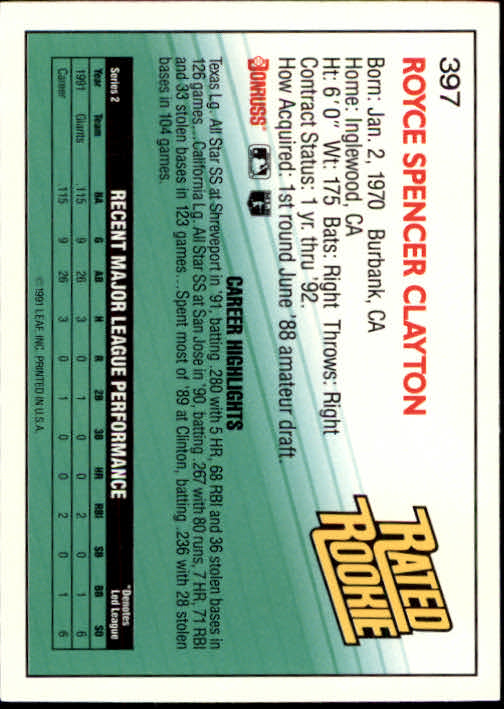 397
ROYCE SPENCER CLAYTON
Born: Jan. 2, 1970 Burbank, CA
Home: Inglewood, CA
Ht: 6'0" Wt: 175 Bats: Right Throws: Right
Contract Status: 1 yr. thru '92.
How Acquired: 1st round June '88 amateur draft.
RATED
ROOKIE
DONRUSS
CAREER HIGHLIGHTS
Texas Lg. All Star SS at Shreveport in '91, batting .280 with 5 HR, 68 RBI and 36 stolen bases in
126 games...California Lg. All Star SS at San Jose in '90, batting .267 with 80 runs, 7 HR, 71 RBI
and 33 stolen bases in 123 games...Spent most of '89 at Clinton, batting .236 with 28 stolen
bases in 104 games.
Series 2 RECENT MAJOR LEAGUE PERFORMANCE *Denotes Led League
Year Team BA G AB H R 2B 3B HR RBI SB BB SO
1991 Giants .115 9 26 3 0 1 0 0 2 0 1 6
Career .115 9 26 3 0 1 0 0 2 0 1 6
©1991 LEAF, INC. PRINTED IN U.S.A.